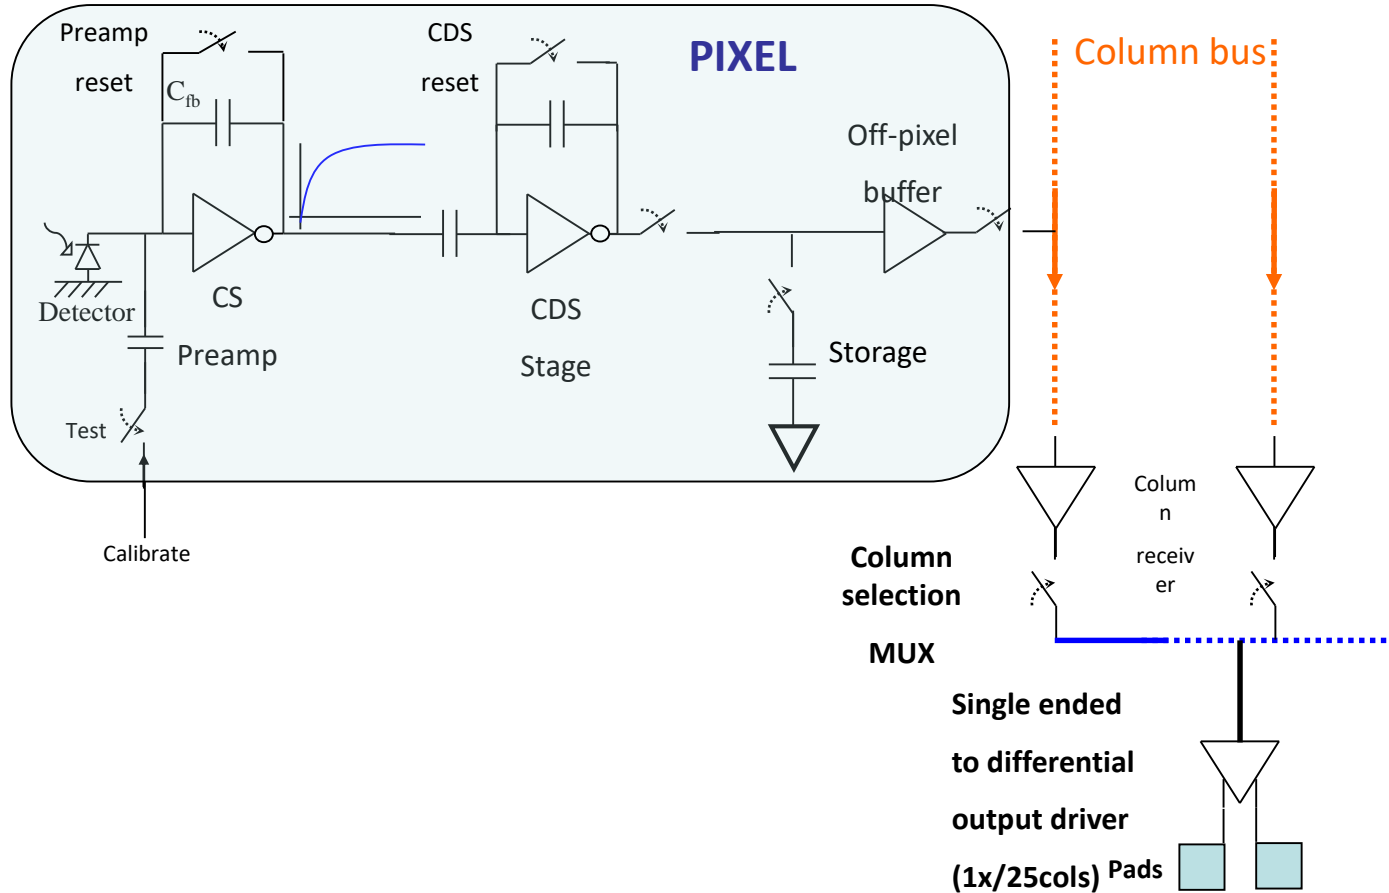 Preamp
reset
C_fb
CDS
reset
PIXEL
Column bus
Off-pixel
buffer
Detector
CS
Preamp
CDS
Stage
Storage
Test
Calibrate
Colum
n
receiv
er
Column
selection
MUX
Single ended
to differential
output driver
(1x/25cols)
Pads